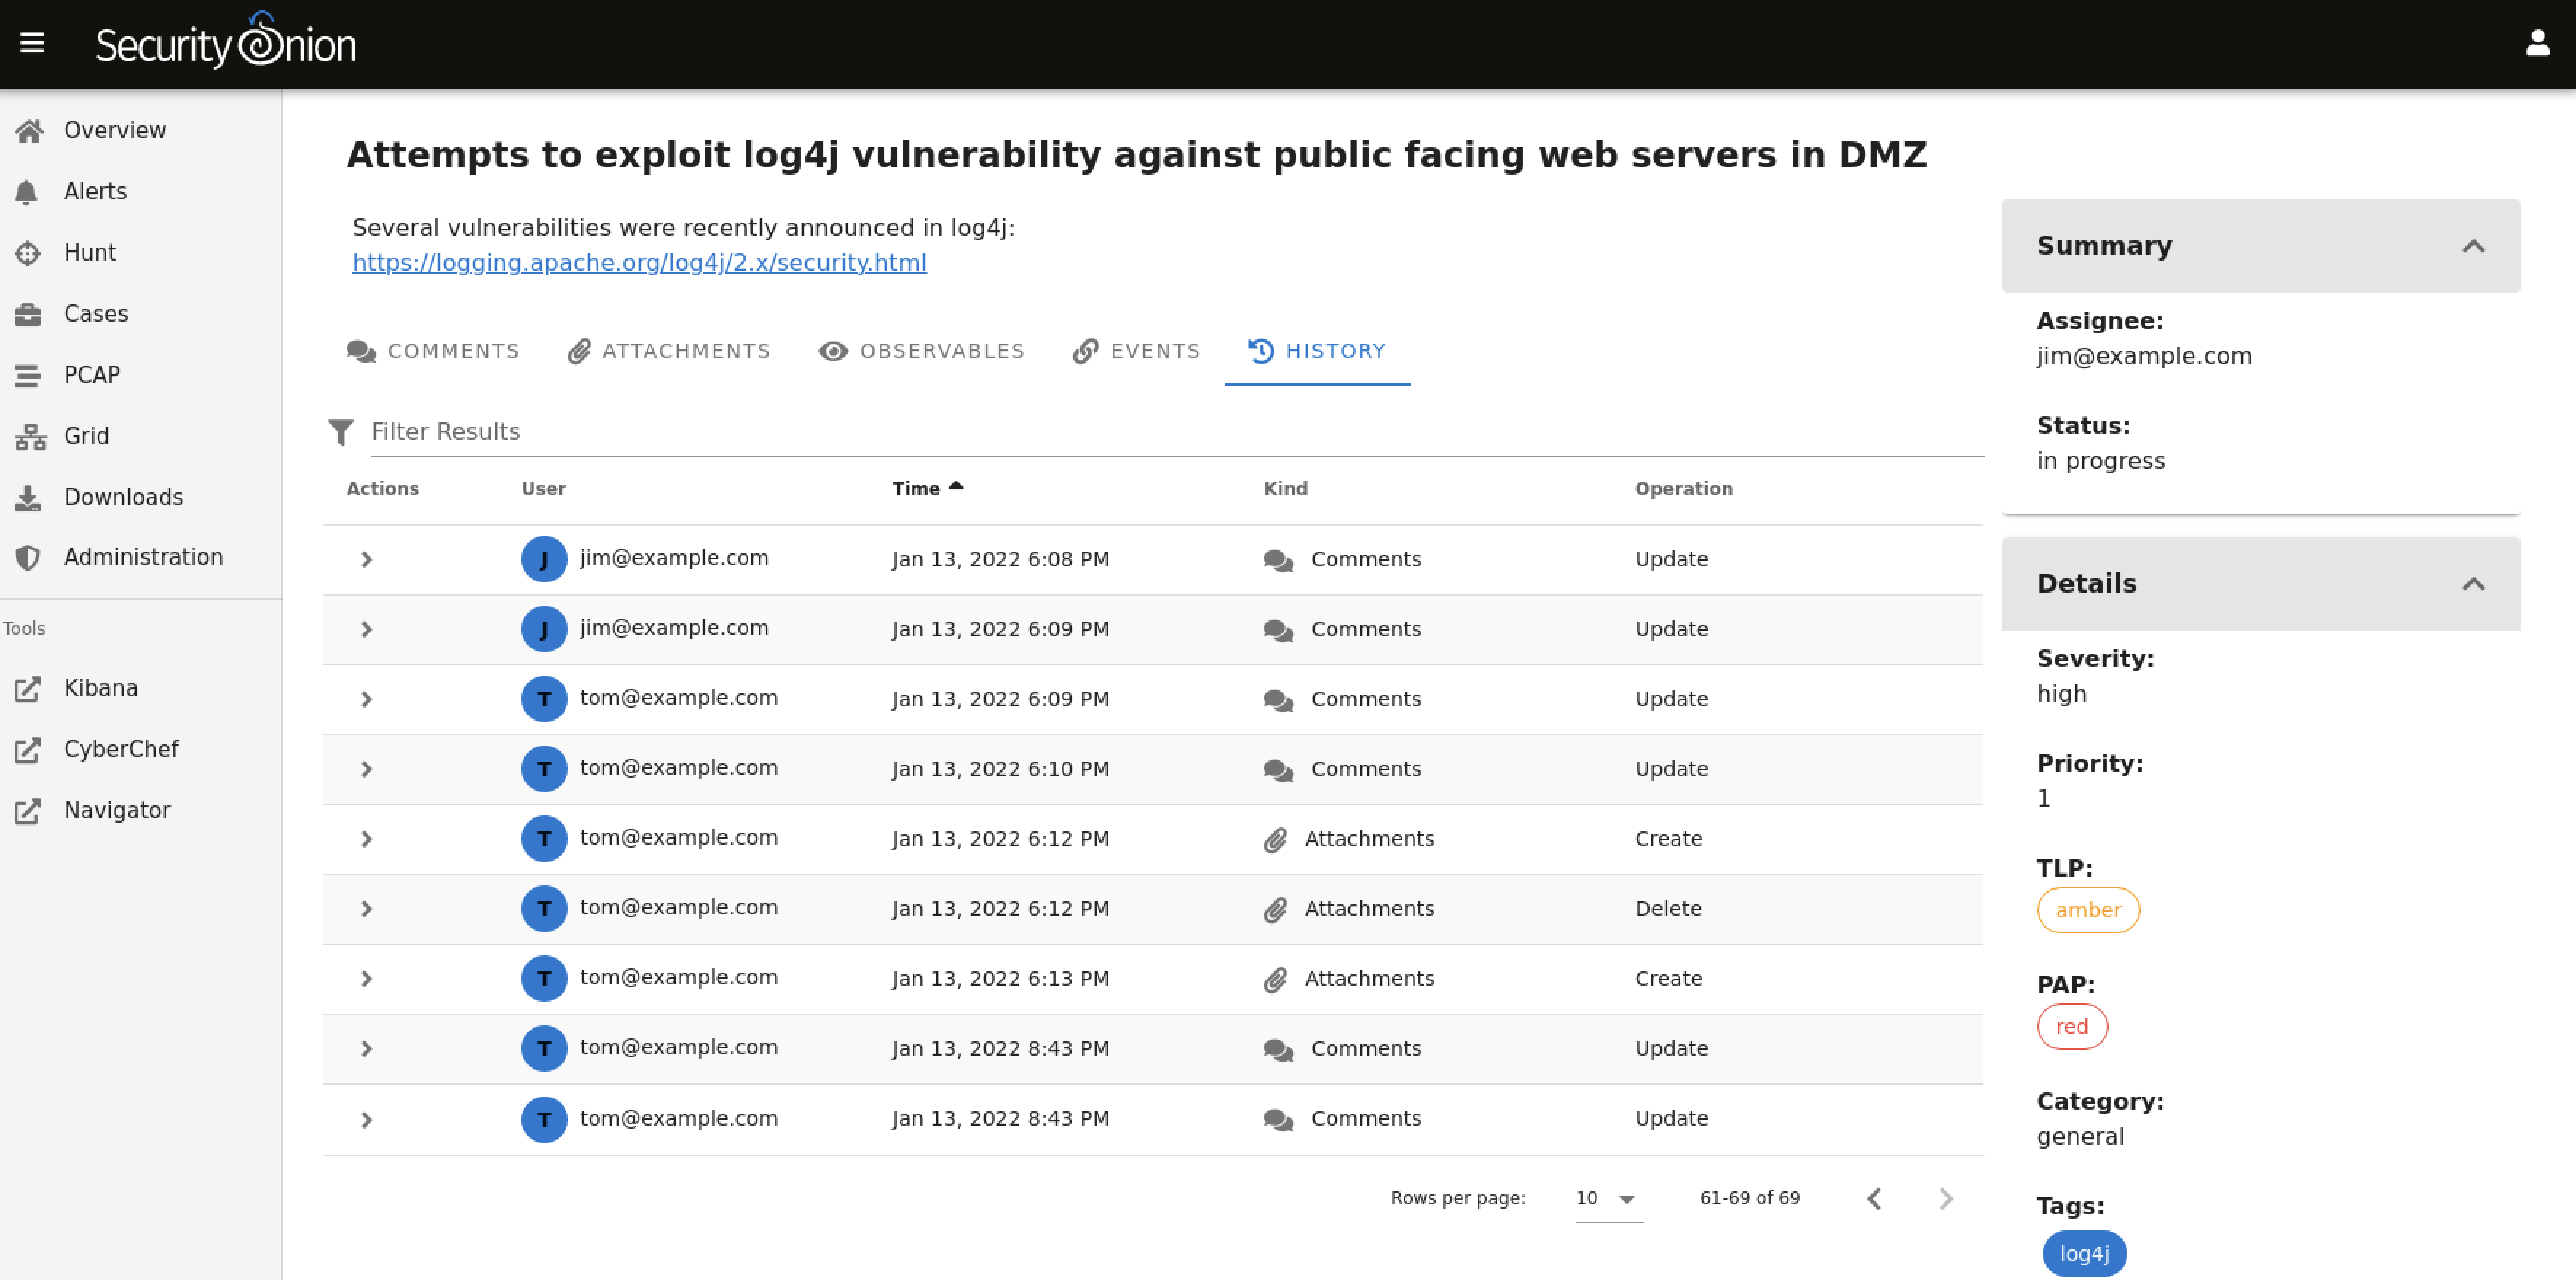 Security Onion
Overview
Alerts
Hunt
Cases
PCAP
Grid
Downloads
Administration
Tools
Kibana
CyberChef
Navigator
Attempts to exploit log4j vulnerability against public facing web servers in DMZ
Several vulnerabilities were recently announced in log4j:
https://logging.apache.org/log4j/2.x/security.html
COMMENTS ATTACHMENTS OBSERVABLES EVENTS HISTORY
Filter Results
Actions User Time Kind Operation
J jim@example.com Jan 13, 2022 6:08 PM Comments Update
J jim@example.com Jan 13, 2022 6:09 PM Comments Update
T tom@example.com Jan 13, 2022 6:09 PM Comments Update
T tom@example.com Jan 13, 2022 6:10 PM Comments Update
T tom@example.com Jan 13, 2022 6:12 PM Attachments Create
T tom@example.com Jan 13, 2022 6:12 PM Attachments Delete
T tom@example.com Jan 13, 2022 6:13 PM Attachments Create
T tom@example.com Jan 13, 2022 8:43 PM Comments Update
T tom@example.com Jan 13, 2022 8:43 PM Comments Update
Rows per page: 10 61-69 of 69
Summary
Assignee:
jim@example.com
Status:
in progress
Details
Severity:
high
Priority:
1
TLP:
amber
PAP:
red
Category:
general
Tags:
log4j